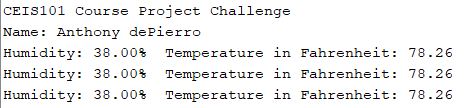 CEIS101 Course Project Challenge
Name: Anthony dePierro
Humidity: 38.00%  Temperature in Fahrenheit: 78.26
Humidity: 38.00%  Temperature in Fahrenheit: 78.26
Humidity: 38.00%  Temperature in Fahrenheit: 78.26